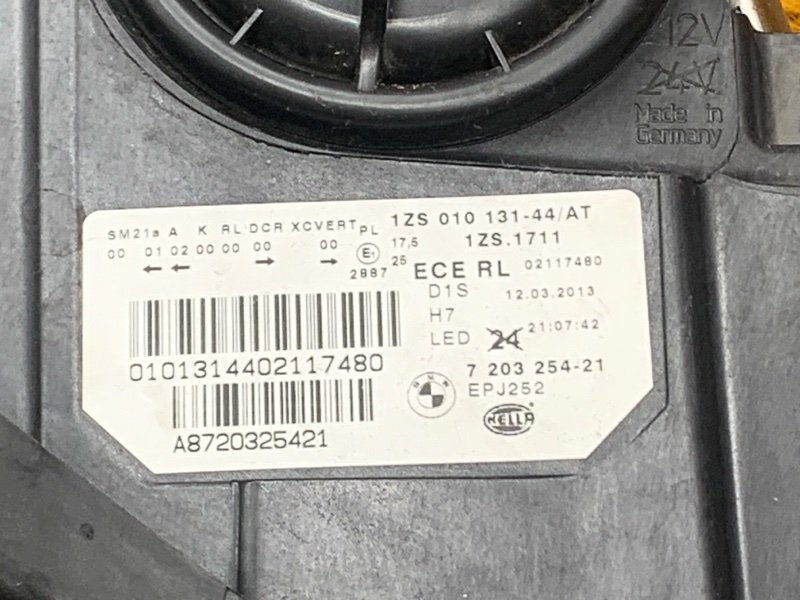 12V
24V
Made in
Germany
SM21a A K RL DCR XCVERT PL 1ZS 010 131-44/AT
00 01 02 00 00 00 00 E1 17,5 1ZS.1711
← ← → → 2887 25 ECE RL 02117480
D1S 12.03.2013
H7
LED 24 21:07:42
0101314402117480
BMW 7 203 254-21
EPJ252
HELLA
A8720325421